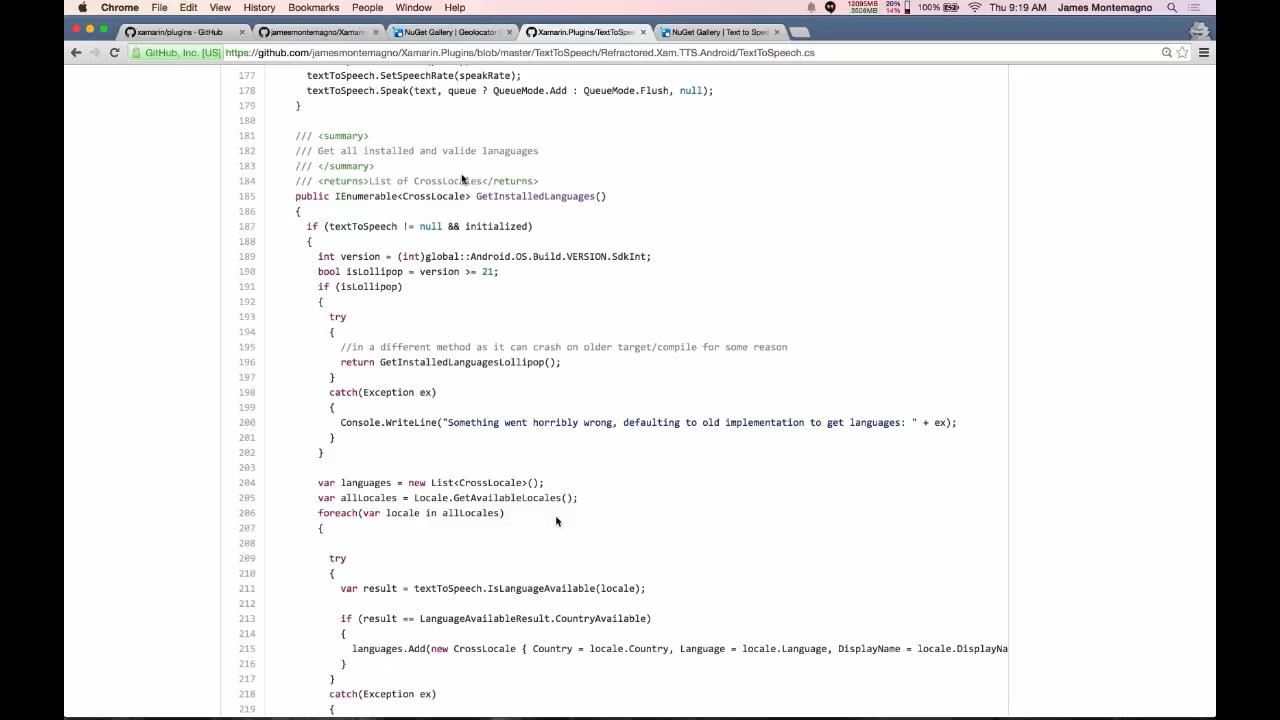 Chrome File Edit View History Bookmarks People Window Help 12095MB 3508MB 20% 14% 100% Thu 9:19 AM James Montemagno
xamarin/plugins · GitHub jamesmontemagno/Xamarin. NuGet Gallery | Geolocator Xamarin.Plugins/TextToSpee NuGet Gallery | Text to Spee
GitHub, Inc. [US] https://github.com/jamesmontemagno/Xamarin.Plugins/blob/master/TextToSpeech/Refractored.Xam.TTS.Android/TextToSpeech.cs
177 textToSpeech.SetSpeechRate(speakRate);
178 textToSpeech.Speak(text, queue ? QueueMode.Add : QueueMode.Flush, null);
179 }
180
181 /// <summary>
182 /// Get all installed and valide lanaguages
183 /// </summary>
184 /// <returns>List of CrossLocales</returns>
185 public IEnumerable<CrossLocale> GetInstalledLanguages()
186 {
187 if (textToSpeech != null && initialized)
188 {
189 int version = (int)global::Android.OS.Build.VERSION.SdkInt;
190 bool isLollipop = version >= 21;
191 if (isLollipop)
192 {
193 try
194 {
195 //in a different method as it can crash on older target/compile for some reason
196 return GetInstalledLanguagesLollipop();
197 }
198 catch(Exception ex)
199 {
200 Console.WriteLine("Something went horribly wrong, defaulting to old implementation to get languages: " + ex);
201 }
202 }
203
204 var languages = new List<CrossLocale>();
205 var allLocales = Locale.GetAvailableLocales();
206 foreach(var locale in allLocales)
207 {
208
209 try
210 {
211 var result = textToSpeech.IsLanguageAvailable(locale);
212
213 if (result == LanguageAvailableResult.CountryAvailable)
214 {
215 languages.Add(new CrossLocale { Country = locale.Country, Language = locale.Language, DisplayName = locale.DisplayNa
216 }
217 }
218 catch(Exception ex)
219 {